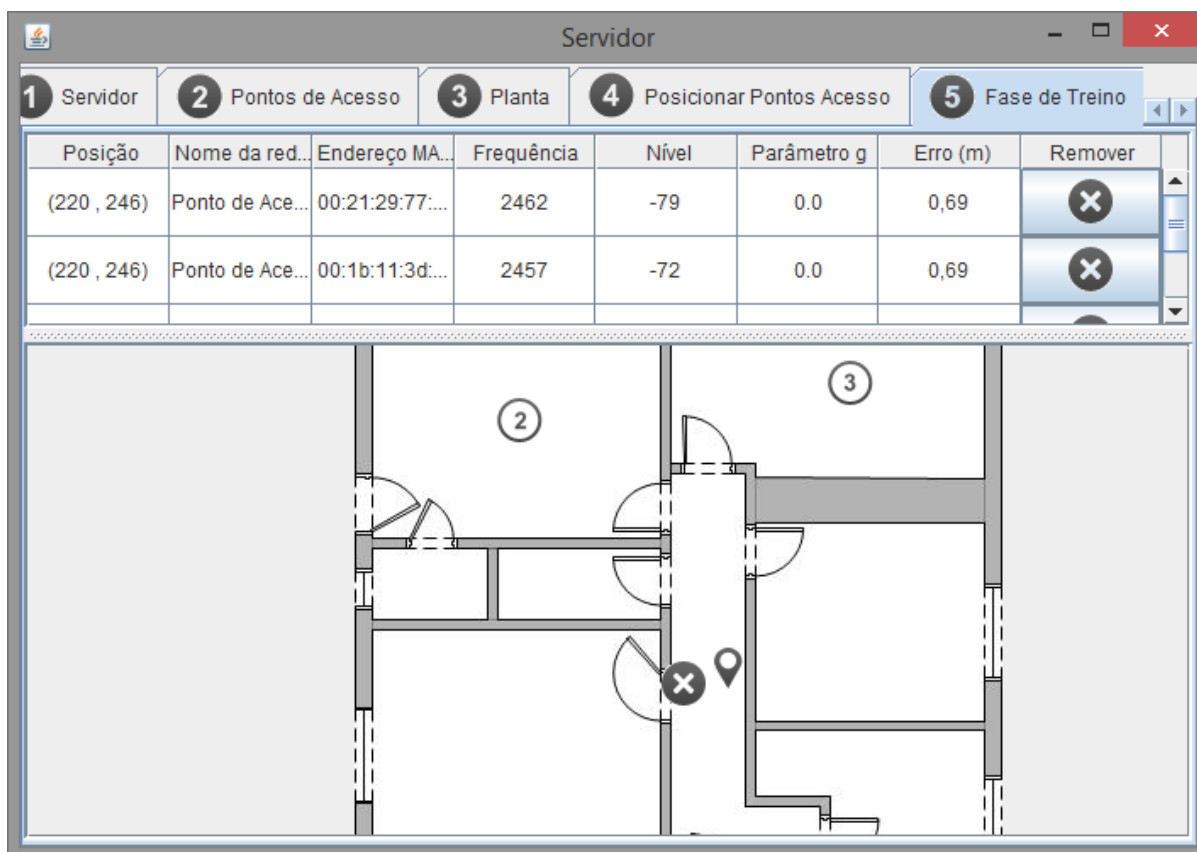 Servidor
1 Servidor 2 Pontos de Acesso 3 Planta 4 Posicionar Pontos Acesso 5 Fase de Treino
Posição Nome da red... Endereço MA... Frequência Nível Parâmetro g Erro (m) Remover
(220 , 246) Ponto de Ace... 00:21:29:77:... 2462 -79 0.0 0,69
(220 , 246) Ponto de Ace... 00:1b:11:3d:... 2457 -72 0.0 0,69
3
2